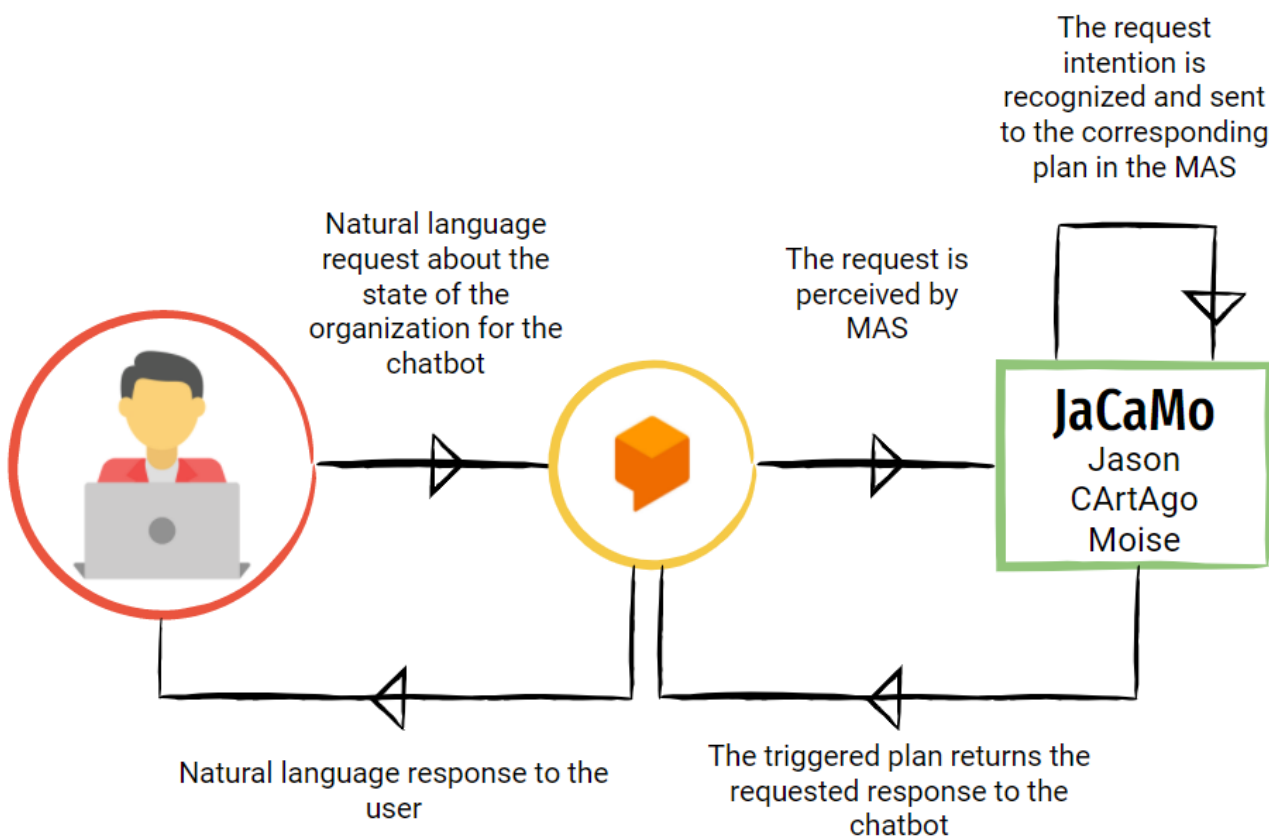 The request
intention is
recognized and sent
to the corresponding
plan in the MAS
Natural language
request about the
state of the
organization for the
chatbot
The request is
perceived by
MAS
JaCaMo
Jason
CArtAgo
Moise
Natural language response to the
user
The triggered plan returns the
requested response to the
chatbot